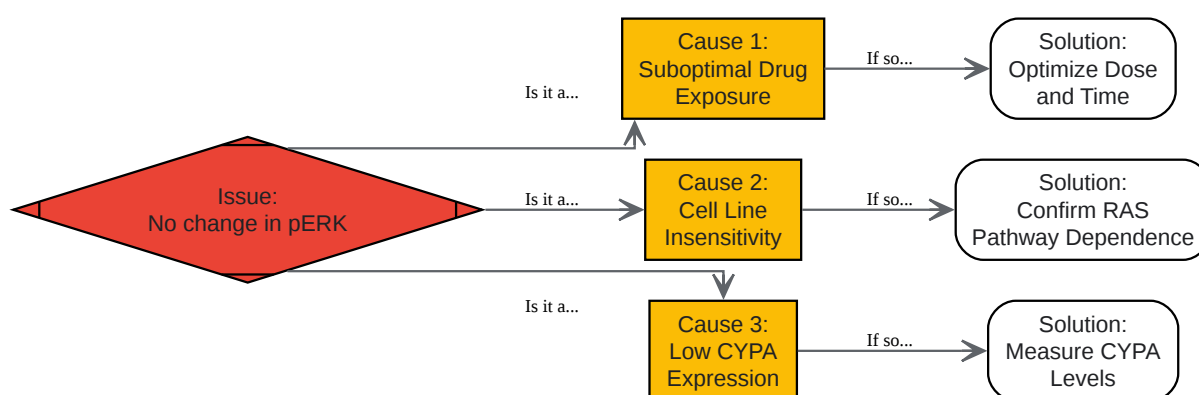 Cause 1:
Suboptimal Drug
Exposure
If so...
Solution:
Optimize Dose
and Time
Is it a...
Issue:
No change in pERK
Is it a...
Cause 2:
Cell Line
Insensitivity
If so...
Solution:
Confirm RAS
Pathway Dependence
Is it a...
Cause 3:
Low CYPA
Expression
If so...
Solution:
Measure CYPA
Levels